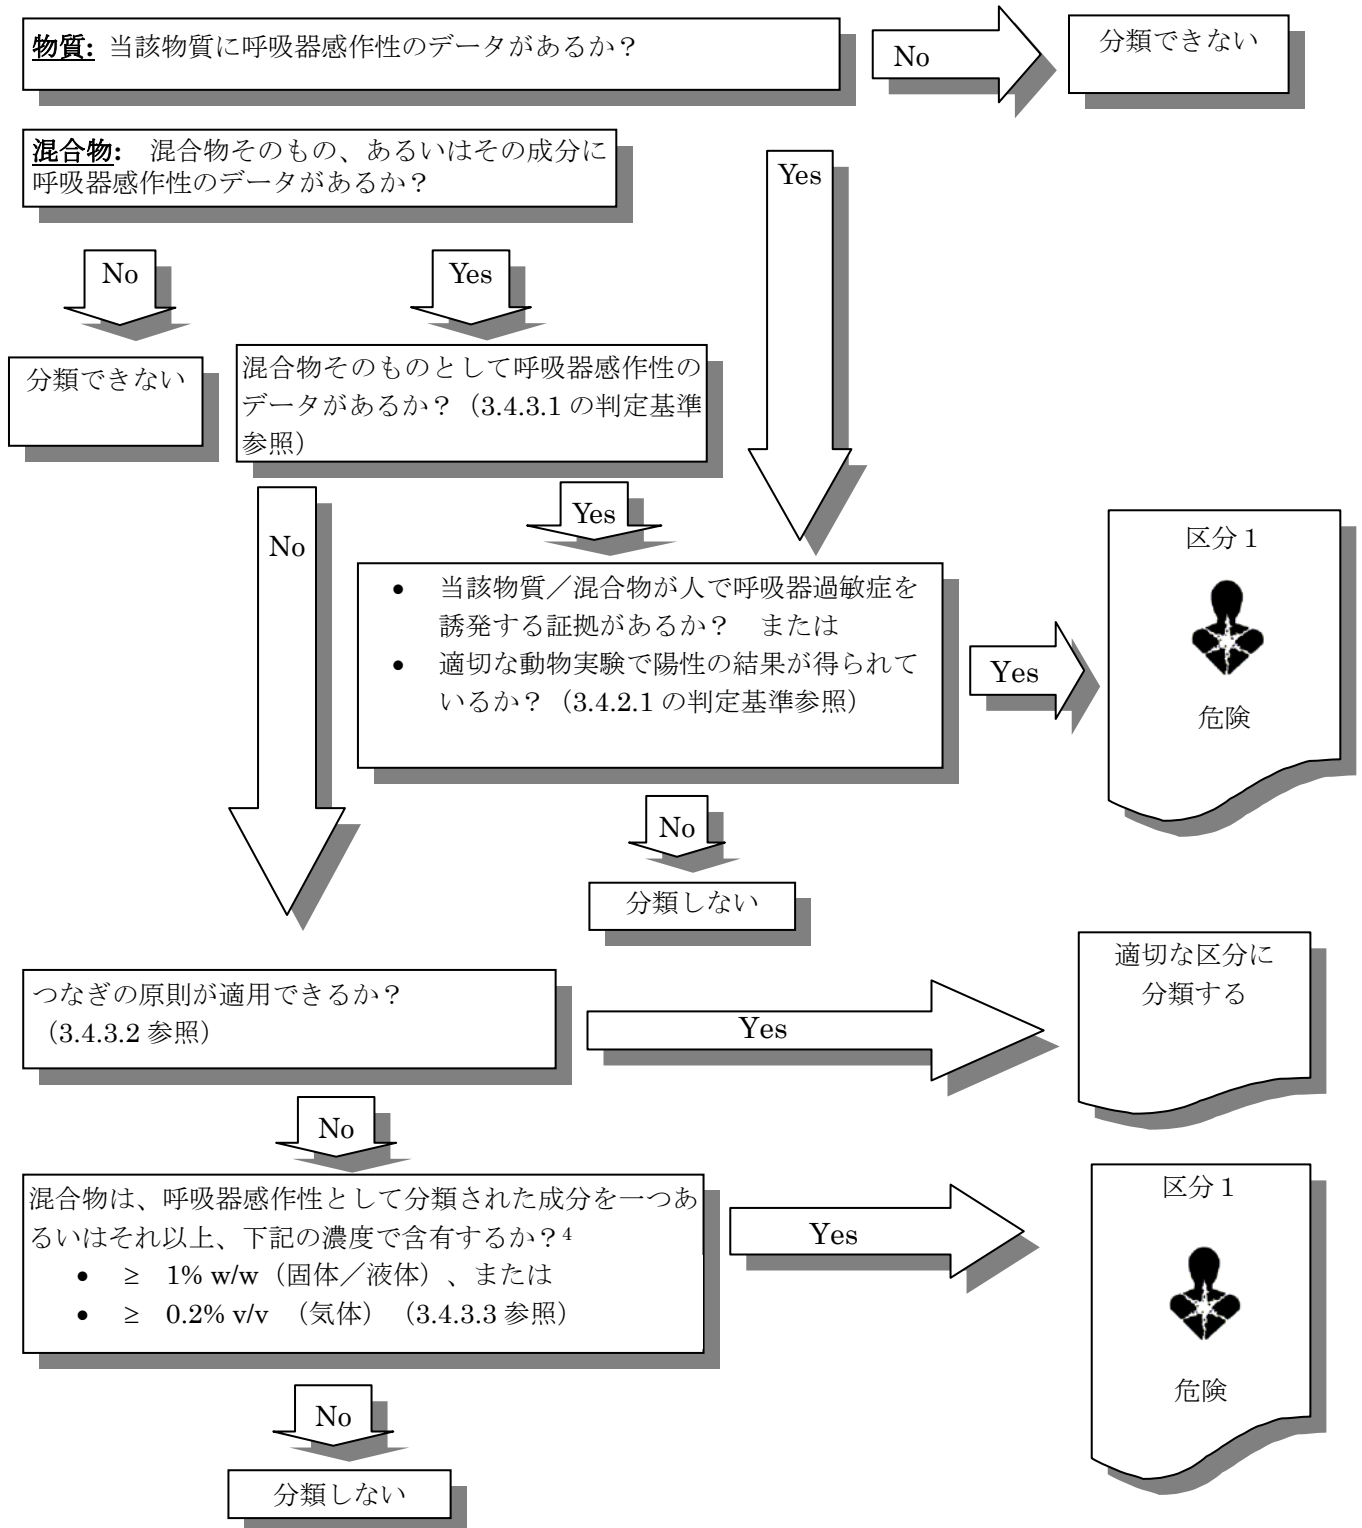 物質: 当該物質に呼吸器感作性のデータがあるか？
No
分類できない
混合物: 混合物そのもの、あるいはその成分に
呼吸器感作性のデータがあるか？
Yes
No
Yes
分類できない
混合物そのものとして呼吸器感作性の
データがあるか？（3.4.3.1 の判定基準
参照）
No
Yes
• 当該物質／混合物が人で呼吸器過敏症を
誘発する証拠があるか？ または
• 適切な動物実験で陽性の結果が得られて
いるか？（3.4.2.1 の判定基準参照）
Yes
区分１
危険
No
分類しない
つなぎの原則が適用できるか？
（3.4.3.2 参照）
Yes
適切な区分に
分類する
No
混合物は、呼吸器感作性として分類された成分を一つあ
るいはそれ以上、下記の濃度で含有するか？4
• ≥ 1% w/w（固体／液体）、または
• ≥ 0.2% v/v （気体）（3.4.3.3 参照）
Yes
区分１
危険
No
分類しない